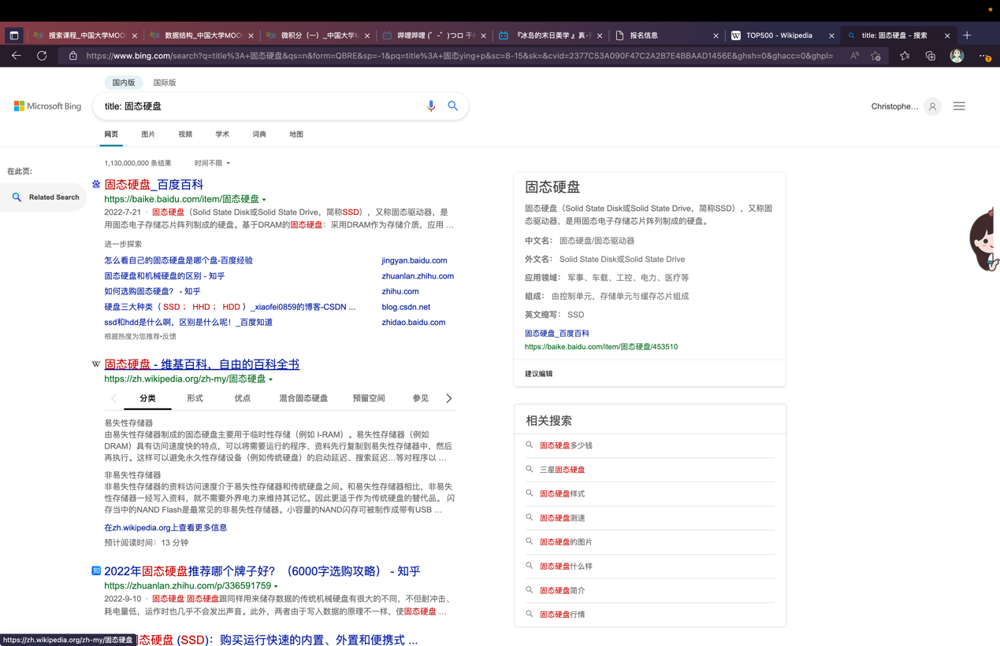 搜索课程_中国大学MOO
数据结构_中国大学MOO
微积分（一）_中国大学M
哔哩哔哩 (゜-゜)つロ 干
『冰岛的末日美学 』真·
报名信息
TOP500 - Wikipedia
title: 固态硬盘 - 搜索
https://www.bing.com/search?q=title%3A+固态硬盘&qs=n&form=QBRE&sp=-1&pq=title%3A+固态ying+p&sc=8-15&sk=&cvid=2377C53A090F47C2A2B7E4BBAAD1456E&ghsh=0&ghacc=0&ghpl=
国内版 国际版
Microsoft Bing
title: 固态硬盘
Christophe...
网页 图片 视频 学术 词典 地图
在此页:
Related Search
1,130,000,000 条结果 时间不限
固态硬盘_百度百科
https://baike.baidu.com/item/固态硬盘
2022-7-21 · 固态硬盘（Solid State Disk或Solid State Drive，简称SSD），又称固态驱动器，是
用固态电子存储芯片阵列制成的硬盘。基于DRAM的固态硬盘：采用DRAM作为存储介质，应用 ...
进一步探索
怎么看自己的固态硬盘是哪个盘-百度经验 jingyan.baidu.com
固态硬盘和机械硬盘的区别 - 知乎 zhuanlan.zhihu.com
如何选购固态硬盘？ - 知乎 zhihu.com
硬盘三大种类（ SSD ； HHD ； HDD ）_xiaofei0859的博客-CSDN ... blog.csdn.net
ssd和hdd是什么啊，区别是什么呢！_百度知道 zhidao.baidu.com
根据热度为您推荐•反馈
固态硬盘 - 维基百科，自由的百科全书
https://zh.wikipedia.org/zh-my/固态硬盘
分类 形式 优点 混合固态硬盘 预留空间 参见
易失性存储器
由易失性存储器制成的固态硬盘主要用于临时性存储（例如 I-RAM）。易失性存储器（例如
DRAM）具有访问速度快的特点，可以将需要运行的程序、资料先行复制到易失性存储器中，然后
再执行。这样可以避免永久性存储设备（例如传统硬盘）的启动延迟、搜索延迟...等对程序以 ...
非易失性存储器
非易失性存储器的资料访问速度介于易失性存储器和传统硬盘之间。和易失性存储器相比，非易失
性存储器一经写入资料，就不需要外界电力来维持其记忆。因此更适于作为传统硬盘的替代品。 闪
存当中的NAND Flash是最常见的非易失性存储器。小容量的NAND闪存可被制作成带有USB ...
在zh.wikipedia.org上查看更多信息
预计阅读时间：13 分钟
2022年固态硬盘推荐哪个牌子好？（6000字选购攻略） - 知乎
https://zhuanlan.zhihu.com/p/336591759
2022-9-10 · 固态硬盘 固态硬盘跟同样用来储存数据的传统机械硬盘有很大的不同，不但耐冲击、
耗电量低，运作时也几乎不会发出声音。此外，两者由于写入数据的原理不一样，使固态硬盘 ...
固态硬盘 (SSD)：购买运行快速的内置、外置和便携式 ...
https://zh.wikipedia.org/zh-my/固态硬盘
固态硬盘
固态硬盘（Solid State Disk或Solid State Drive，简称SSD），又称固
态驱动器，是用固态电子存储芯片阵列制成的硬盘。
中文名： 固态硬盘/固态驱动器
外文名： Solid State Disk或Solid State Drive
应用领域： 军事、车载、工控、电力、医疗等
组成： 由控制单元，存储单元与缓存芯片组成
英文缩写： SSD
固态硬盘_百度百科
https://baike.baidu.com/item/固态硬盘/453510
建议编辑
相关搜索
固态硬盘多少钱
三星固态硬盘
固态硬盘样式
固态硬盘测速
固态硬盘的图片
固态硬盘什么样
固态硬盘简介
固态硬盘行情